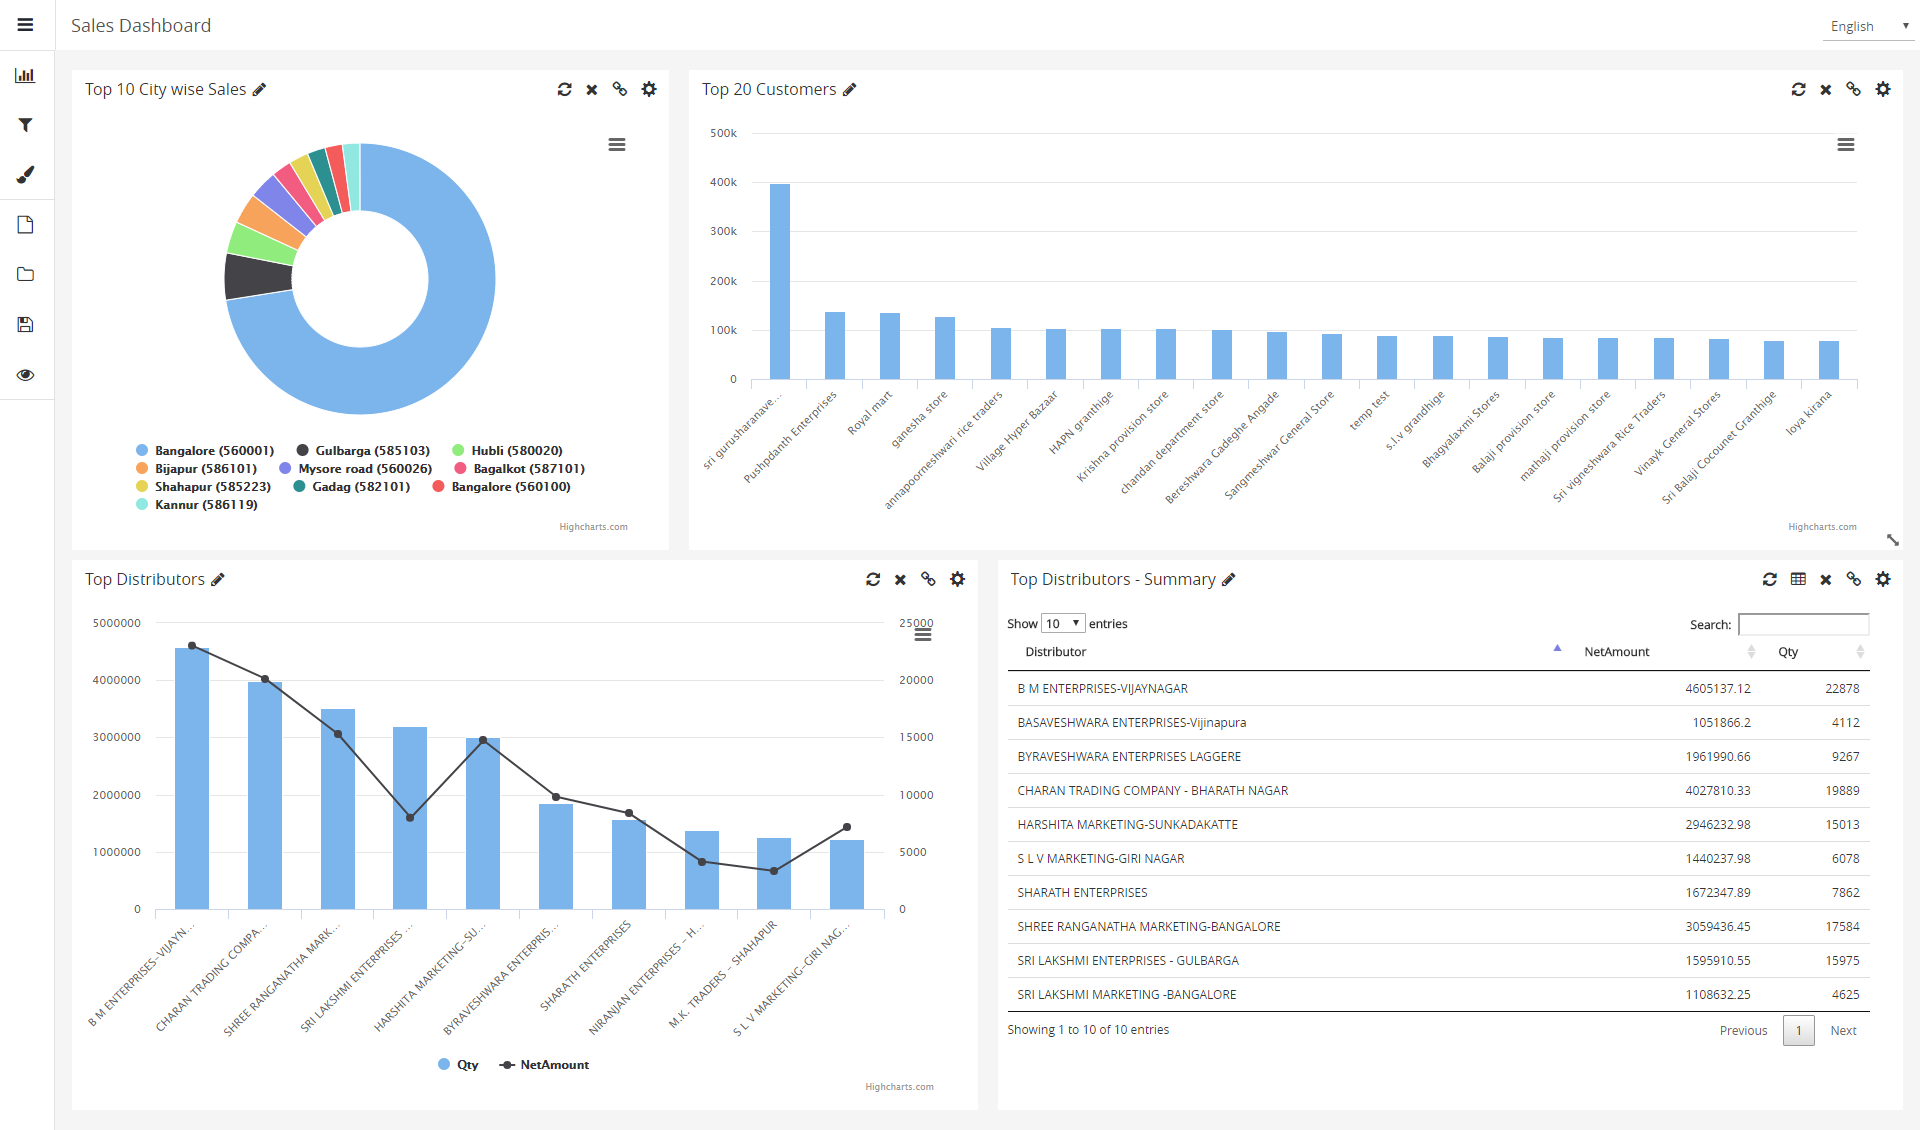 Sales Dashboard
English
Top 10 City wise Sales
Bangalore (560001) Gulbarga (585103) Hubli (580020)
Bijapur (586101) Mysore road (560026) Bagalkot (587101)
Shahapur (585223) Gadag (582101) Bangalore (560100)
Kannur (586119)
Highcharts.com
Top 20 Customers
500k
400k
300k
200k
100k
0
sri gurusharanave...
Pushpdanth Enterprises
Royal mart
ganesha store
annapoorneshwari rice traders
Village Hyper Bazaar
HAPN granthige
Krishna provision store
chandan department store
Bereshwara Gadeghe Angade
Sangmeshwar General Store
temp test
s.l.v grandhige
Bhagyalaxmi Stores
Balaji provision store
mathaji provision store
Sri vigneshwara Rice Traders
Vinayk General Stores
Sri Balaji Cocounet Granthige
loya kirana
Highcharts.com
Top Distributors
5000000
4000000
3000000
2000000
1000000
0
25000
20000
15000
10000
5000
0
B M ENTERPRISES-VIJAYN...
CHARAN TRADING COMPA...
SHREE RANGANATHA MARK...
SRI LAKSHMI ENTERPRISES ...
HARSHITA MARKETING-SU...
BYRAVESHWARA ENTERPRIS...
SHARATH ENTERPRISES
NIRANJAN ENTERPRISES - H...
M.K. TRADERS - SHAHAPUR
S L V MARKETING-GIRI NAG...
Qty NetAmount
Highcharts.com
Top Distributors - Summary
Show 10 entries
Search:
Distributor NetAmount Qty
B M ENTERPRISES-VIJAYNAGAR 4605137.12 22878
BASAVESHWARA ENTERPRISES-Vijinapura 1051866.2 4112
BYRAVESHWARA ENTERPRISES LAGGERE 1961990.66 9267
CHARAN TRADING COMPANY - BHARATH NAGAR 4027810.33 19889
HARSHITA MARKETING-SUNKADAKATTE 2946232.98 15013
S L V MARKETING-GIRI NAGAR 1440237.98 6078
SHARATH ENTERPRISES 1672347.89 7862
SHREE RANGANATHA MARKETING-BANGALORE 3059436.45 17584
SRI LAKSHMI ENTERPRISES - GULBARGA 1595910.55 15975
SRI LAKSHMI MARKETING -BANGALORE 1108632.25 4625
Showing 1 to 10 of 10 entries
Previous 1 Next